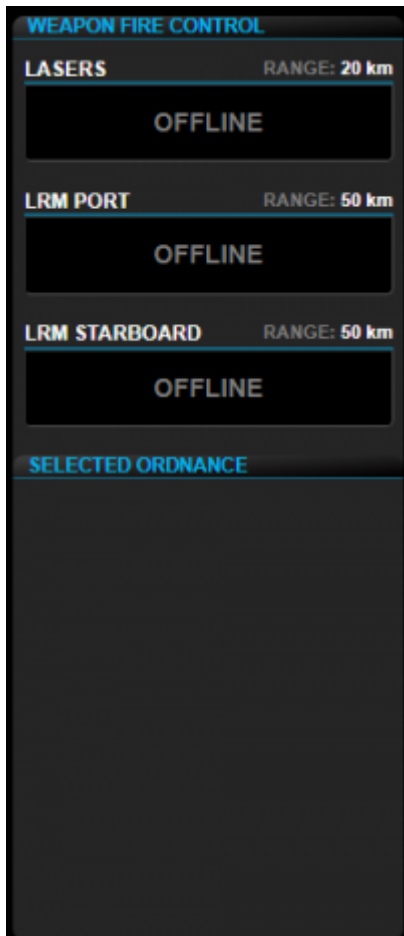 WEAPON FIRE CONTROL
LASERS RANGE: 20 km
OFFLINE
LRM PORT RANGE: 50 km
OFFLINE
LRM STARBOARD RANGE: 50 km
OFFLINE
SELECTED ORDNANCE